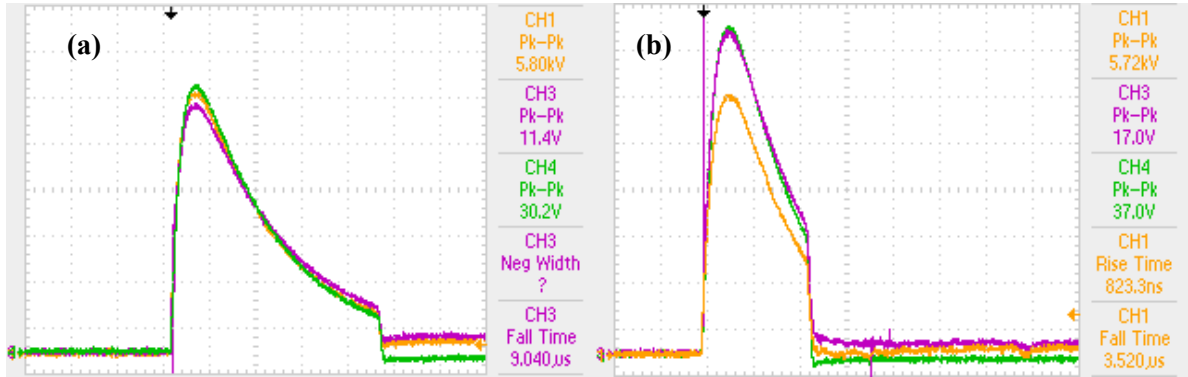 (a)
CH1
Pk-Pk
5.80kV
CH3
Pk-Pk
11.4V
CH4
Pk-Pk
30.2V
CH3
Neg Width
?
CH3
Fall Time
9.040µs
(b)
CH1
Pk-Pk
5.72kV
CH3
Pk-Pk
17.0V
CH4
Pk-Pk
37.0V
CH1
Rise Time
823.3ns
CH1
Fall Time
3.520µs